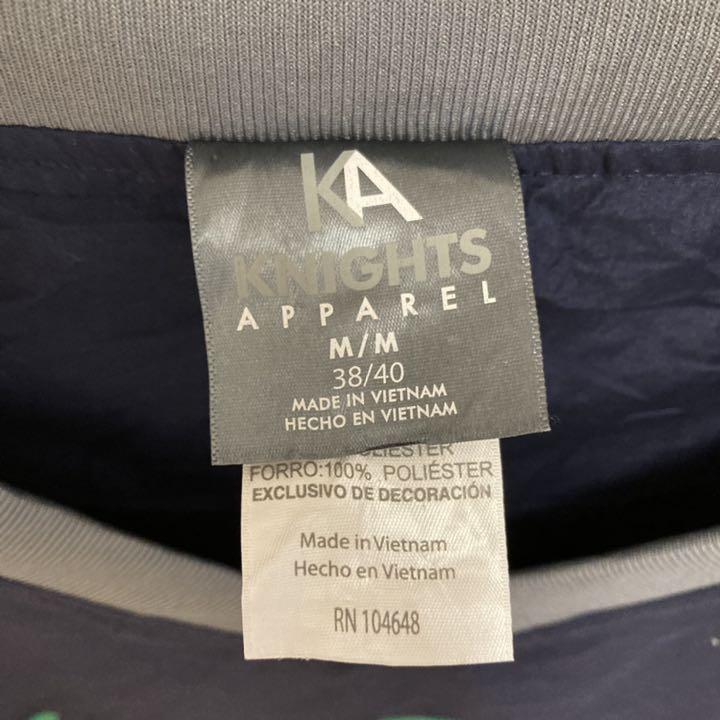 KA
KNIGHTS
APPAREL
M/M
38/40
MADE IN VIETNAM
HECHO EN VIETNAM
FORRO:100% POLIÉSTER
EXCLUSIVO DE DECORACIÓN
Made in Vietnam
Hecho en Vietnam
RN 104648